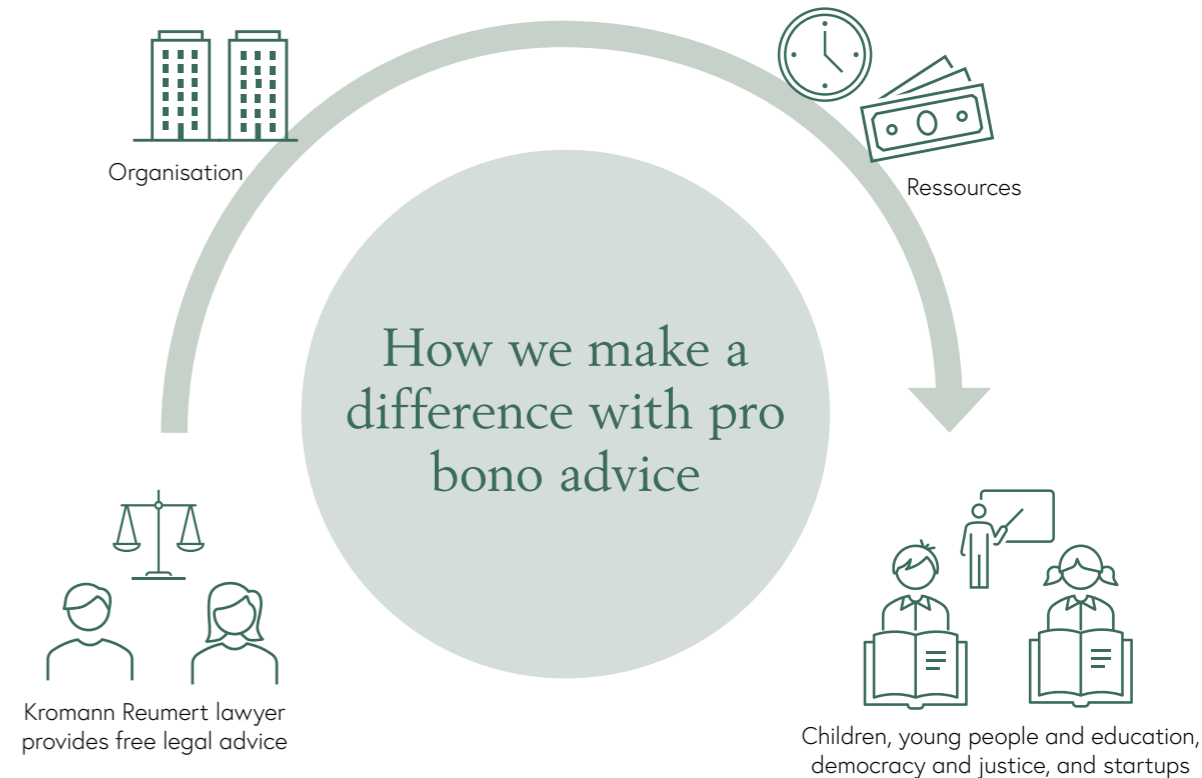 Organisation
Ressources
How we make a
difference with pro
bono advice
Kromann Reumert lawyer
provides free legal advice
Children, young people and education,
democracy and justice, and startups